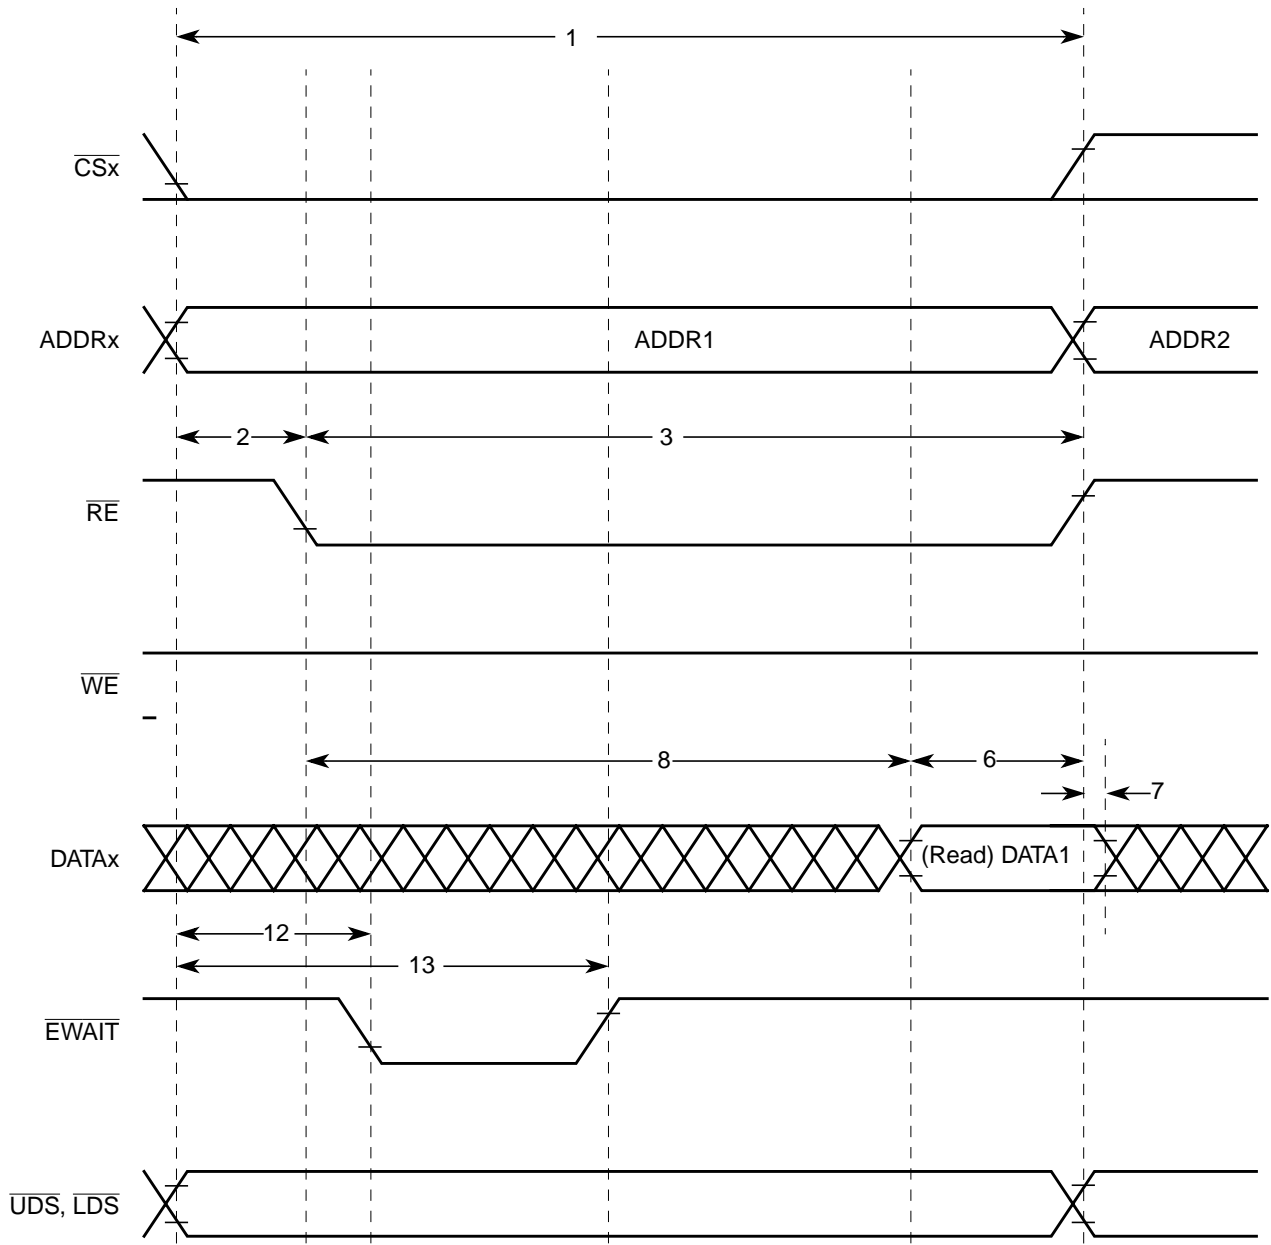 1
CSx
ADDRx ADDR1 ADDR2
2 3
RE
WE
8 6
7
DATAx (Read) DATA1
12
13
EWAIT
UDS, LDS